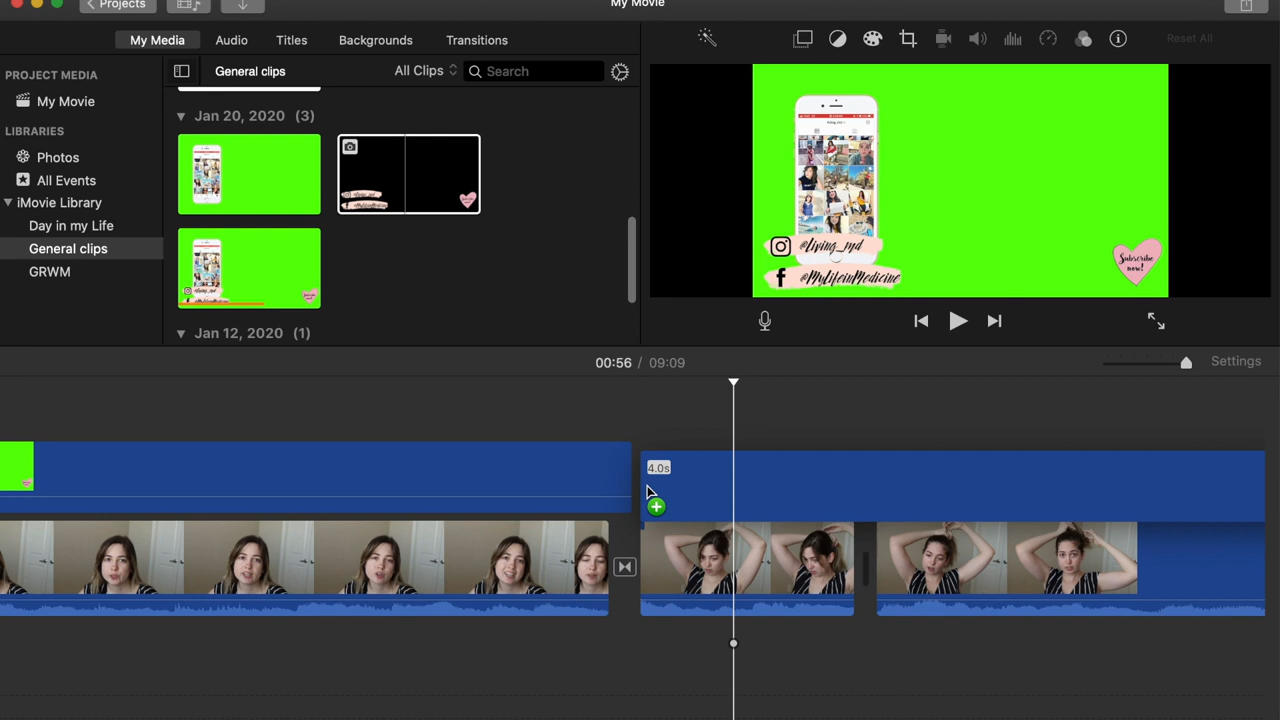 Projects
My Movie
My Media
Audio
Titles
Backgrounds
Transitions
Reset All
PROJECT MEDIA
My Movie
LIBRARIES
Photos
All Events
iMovie Library
Day in my Life
General clips
GRWM
General clips
All Clips
Search
Jan 20, 2020 (3)
Jan 12, 2020 (1)
@Living_md
@MyLifeinMedicine
Subscribe
now!
00:56 / 09:09
Settings
4.0s